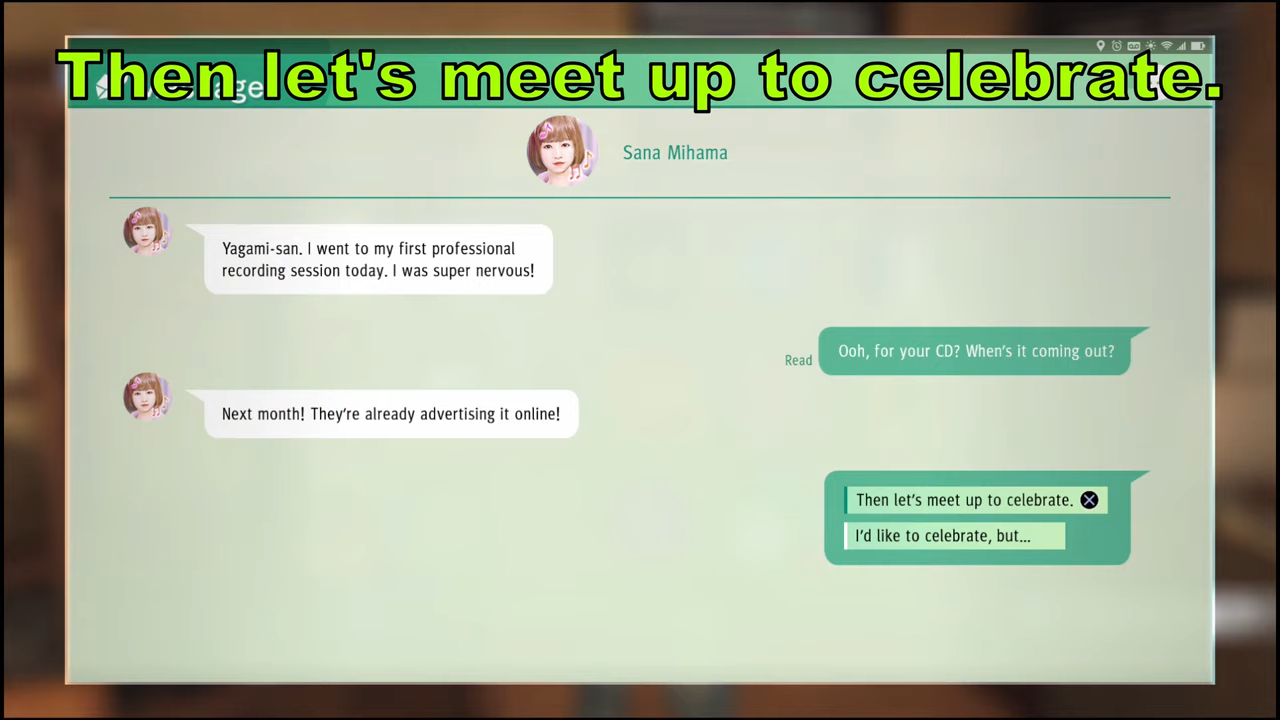 Then let's meet up to celebrate.
Sana Mihama
Yagami-san. I went to my first professional
recording session today. I was super nervous!
Read
Ooh, for your CD? When's it coming out?
Next month! They're already advertising it online!
Then let's meet up to celebrate.
I'd like to celebrate, but...